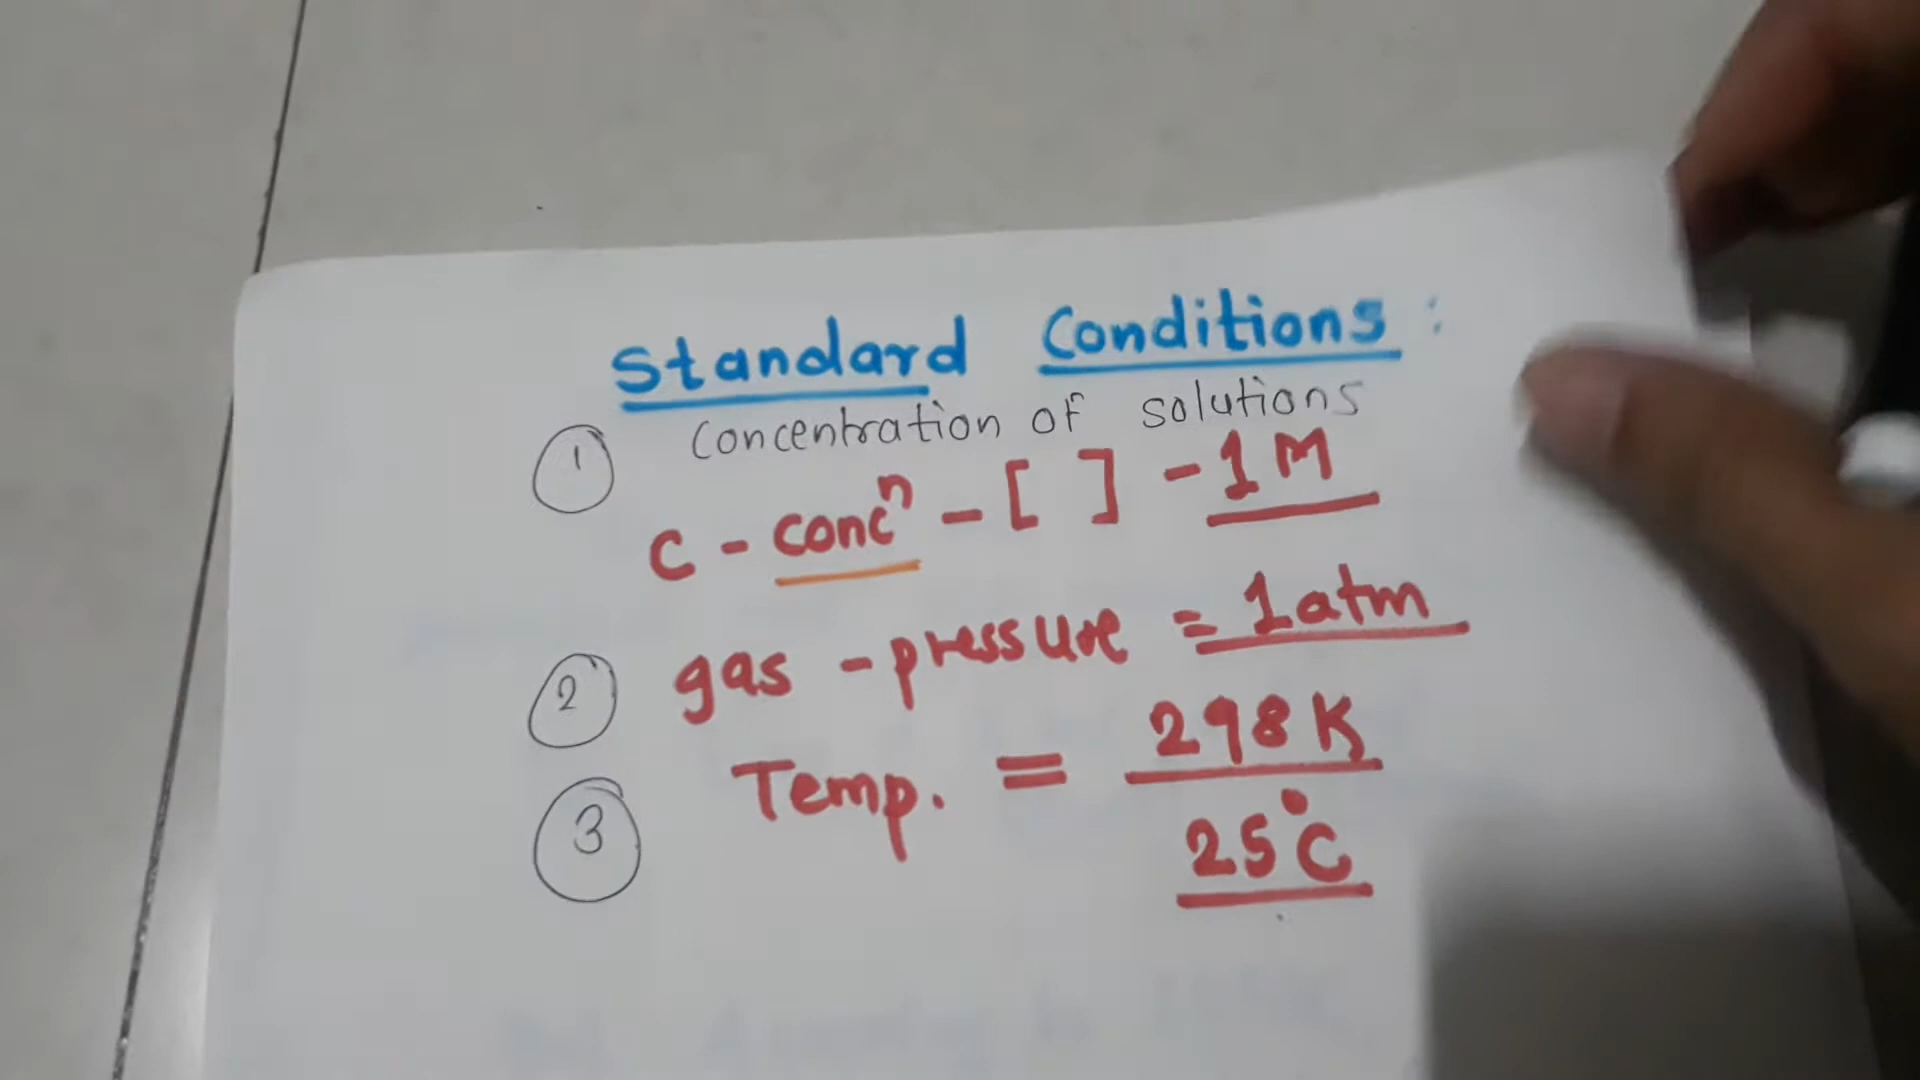 Standard Conditions:
1 Concentration of solutions
C - concⁿ - [ ] - 1M
2 gas - pressure = 1atm
3 Temp. = 298K
25°C